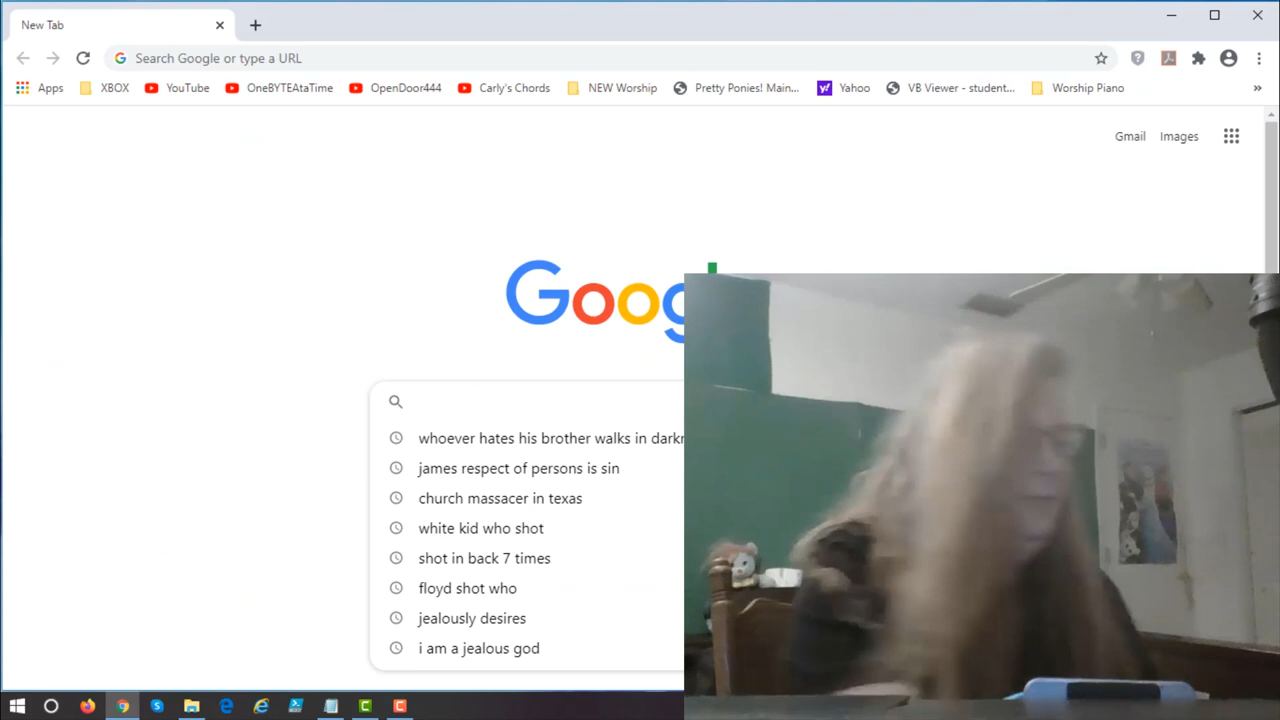 New Tab
Search Google or type a URL
Apps XBOX YouTube OneBYTEAtaTime OpenDoor444 Carly's Chords NEW Worship Pretty Ponies! Main... Yahoo VB Viewer - student... Worship Piano »
Gmail Images
Goog
whoever hates his brother walks in darkn
james respect of persons is sin
church massacer in texas
white kid who shot
shot in back 7 times
floyd shot who
jealously desires
i am a jealous god